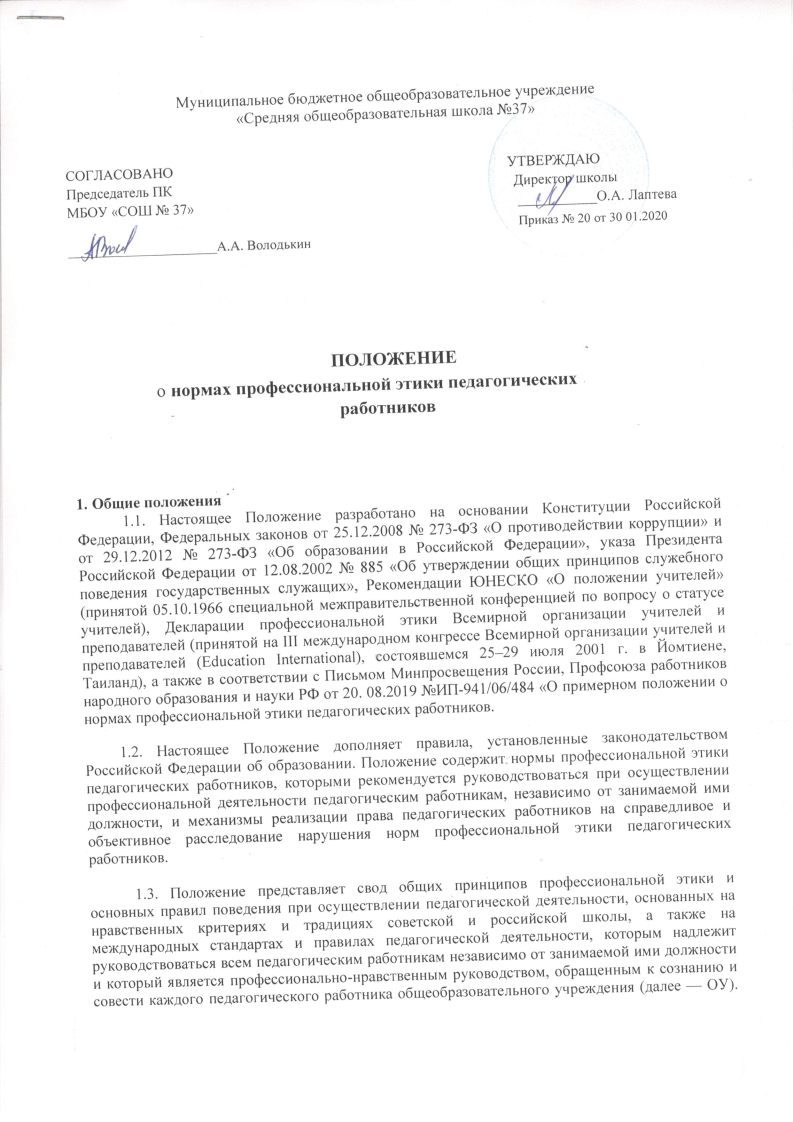 Муниципальное бюджетное общеобразовательное учреждение
«Средняя общеобразовательная школа №37»
СОГЛАСОВАНО
Председатель ПК
МБОУ «СОШ № 37»
____________________А.А. Володькин
УТВЕРЖДАЮ
Директор школы
___________О.А. Лаптева
Приказ № 20 от 30 01.2020
ПОЛОЖЕНИЕ
о нормах профессиональной этики педагогических
работников
1. Общие положения
1.1. Настоящее Положение разработано на основании Конституции Российской
Федерации, Федеральных законов от 25.12.2008 № 273-ФЗ «О противодействии коррупции» и
от 29.12.2012 № 273-ФЗ «Об образовании в Российской Федерации», указа Президента
Российской Федерации от 12.08.2002 № 885 «Об утверждении общих принципов служебного
поведения государственных служащих», Рекомендации ЮНЕСКО «О положении учителей»
(принятой 05.10.1966 специальной межправительственной конференцией по вопросу о статусе
учителей), Декларации профессиональной этики Всемирной организации учителей и
преподавателей (принятой на III международном конгрессе Всемирной организации учителей и
преподавателей (Education International), состоявшемся 25–29 июля 2001 г. в Йомтиене,
Таиланд), а также в соответствии с Письмом Минпросвещения России, Профсоюза работников
народного образования и науки РФ от 20. 08.2019 №ИП-941/06/484 «О примерном положении о
нормах профессиональной этики педагогических работников.
1.2. Настоящее Положение дополняет правила, установленные законодательством
Российской Федерации об образовании. Положение содержит нормы профессиональной этики
педагогических работников, которыми рекомендуется руководствоваться при осуществлении
профессиональной деятельности педагогическим работникам, независимо от занимаемой ими
должности, и механизмы реализации права педагогических работников на справедливое и
объективное расследование нарушения норм профессиональной этики педагогических
работников.
1.3. Положение представляет свод общих принципов профессиональной этики и
основных правил поведения при осуществлении педагогической деятельности, основанных на
нравственных критериях и традициях советской и российской школы, а также на
международных стандартах и правилах педагогической деятельности, которым надлежит
руководствоваться всем педагогическим работникам независимо от занимаемой ими должности
и который является профессионально-нравственным руководством, обращенным к сознанию и
совести каждого педагогического работника общеобразовательного учреждения (далее — ОУ).